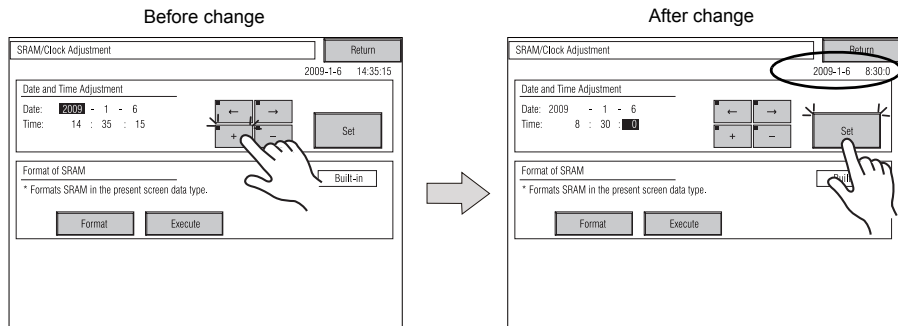 Before change
SRAM/Clock Adjustment
Return
2009-1-6 14:35:15
Date and Time Adjustment
Date: 2009 - 1 - 6
Time: 14 : 35 : 15
← →
+ −
Set
Format of SRAM
Built-in
* Formats SRAM in the present screen data type.
Format Execute
After change
SRAM/Clock Adjustment
Return
2009-1-6 8:30:0
Date and Time Adjustment
Date: 2009 - 1 - 6
Time: 8 : 30 : 0
← →
+ −
Set
Format of SRAM
* Formats SRAM in the present screen data type.
Format Execute